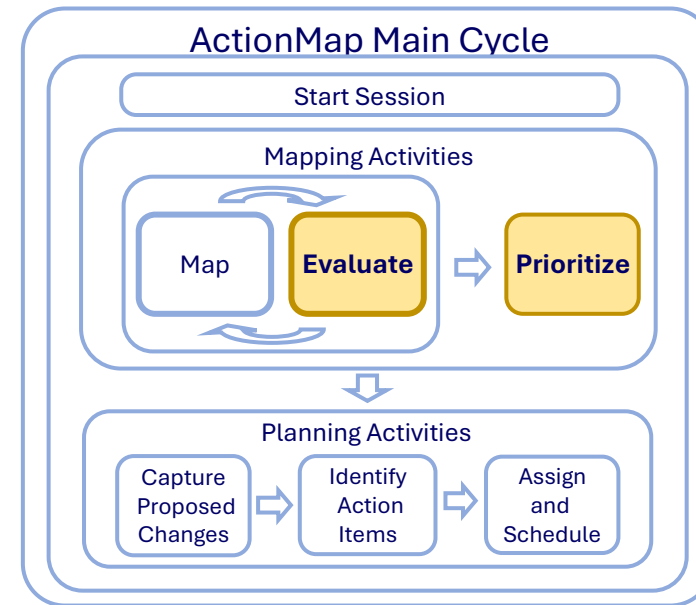 ActionMap Main Cycle
Start Session
Mapping Activities
Map
Evaluate
Prioritize
Planning Activities
Capture
Proposed
Changes
Identify
Action
Items
Assign
and
Schedule